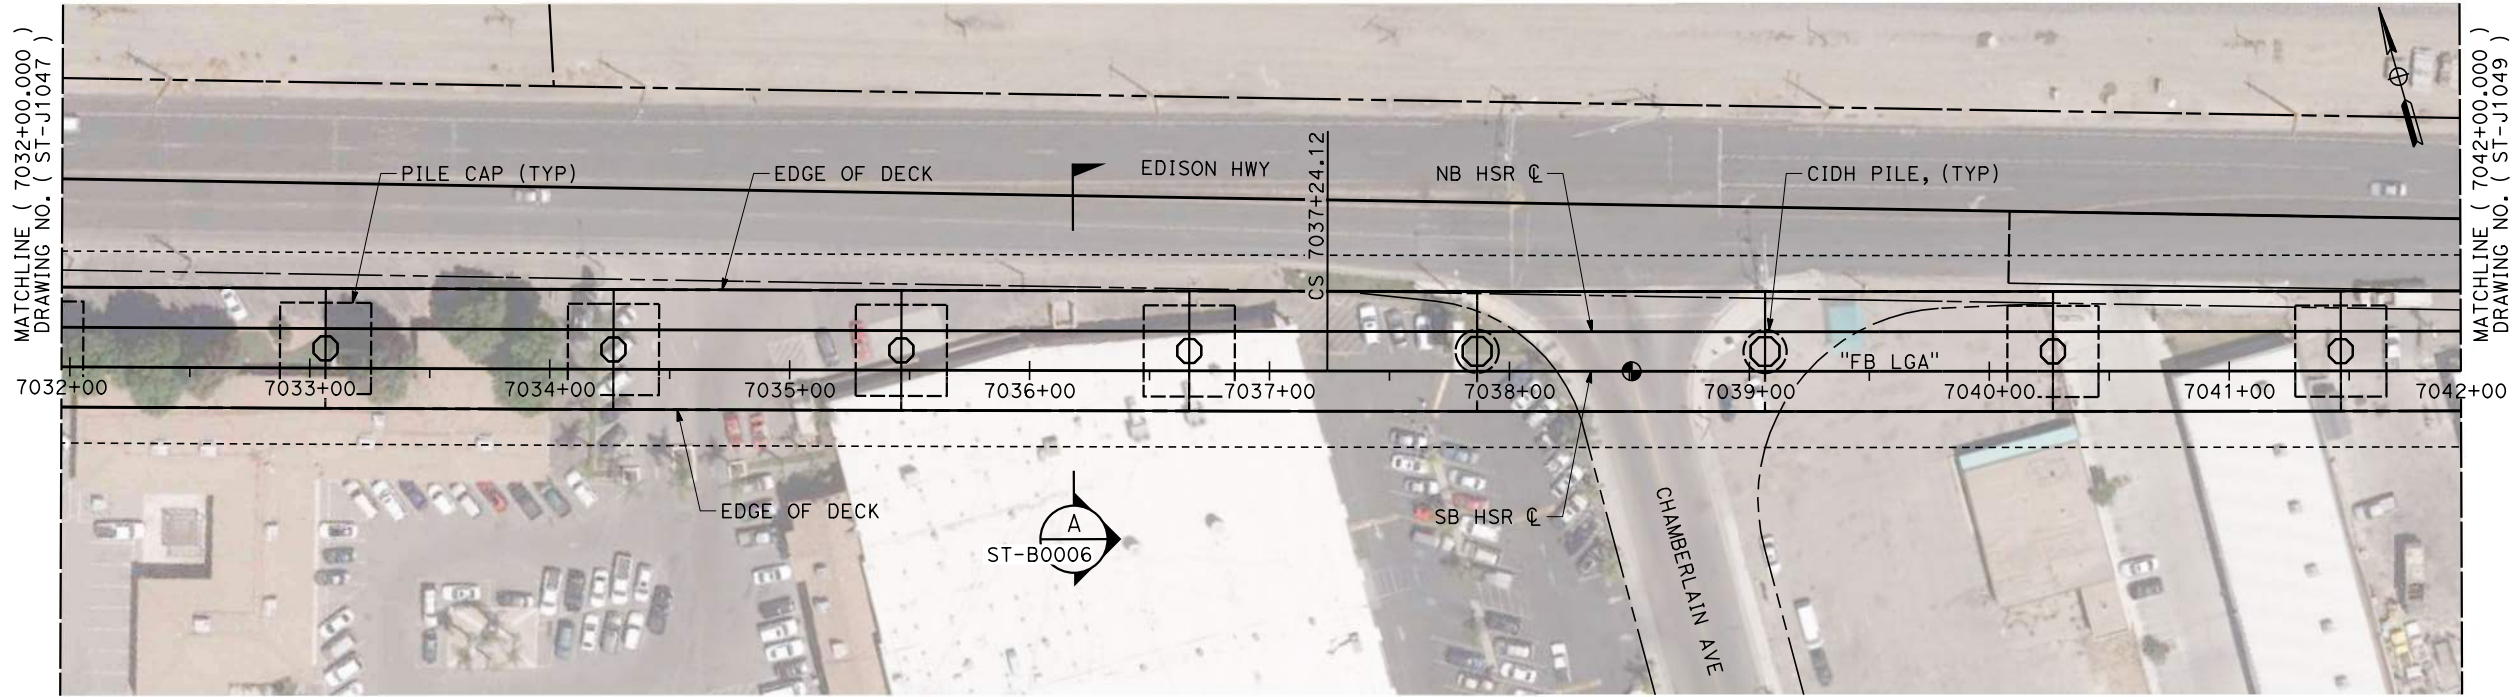 MATCHLINE ( 7032+00.000 )
DRAWING NO. ( ST-J1047 )
PILE CAP (TYP)
EDGE OF DECK
EDISON HWY
CS 7037+24.12
NB HSR ℄
CIDH PILE, (TYP)
MATCHLINE ( 7042+00.000 )
DRAWING NO. ( ST-J1049 )
"FB LGA"
7032+00 7033+00 7034+00 7035+00 7036+00 7037+00 7038+00 7039+00 7040+00 7041+00 7042+00
EDGE OF DECK
A
ST-B0006
SB HSR ℄
CHAMBERLAIN AVE